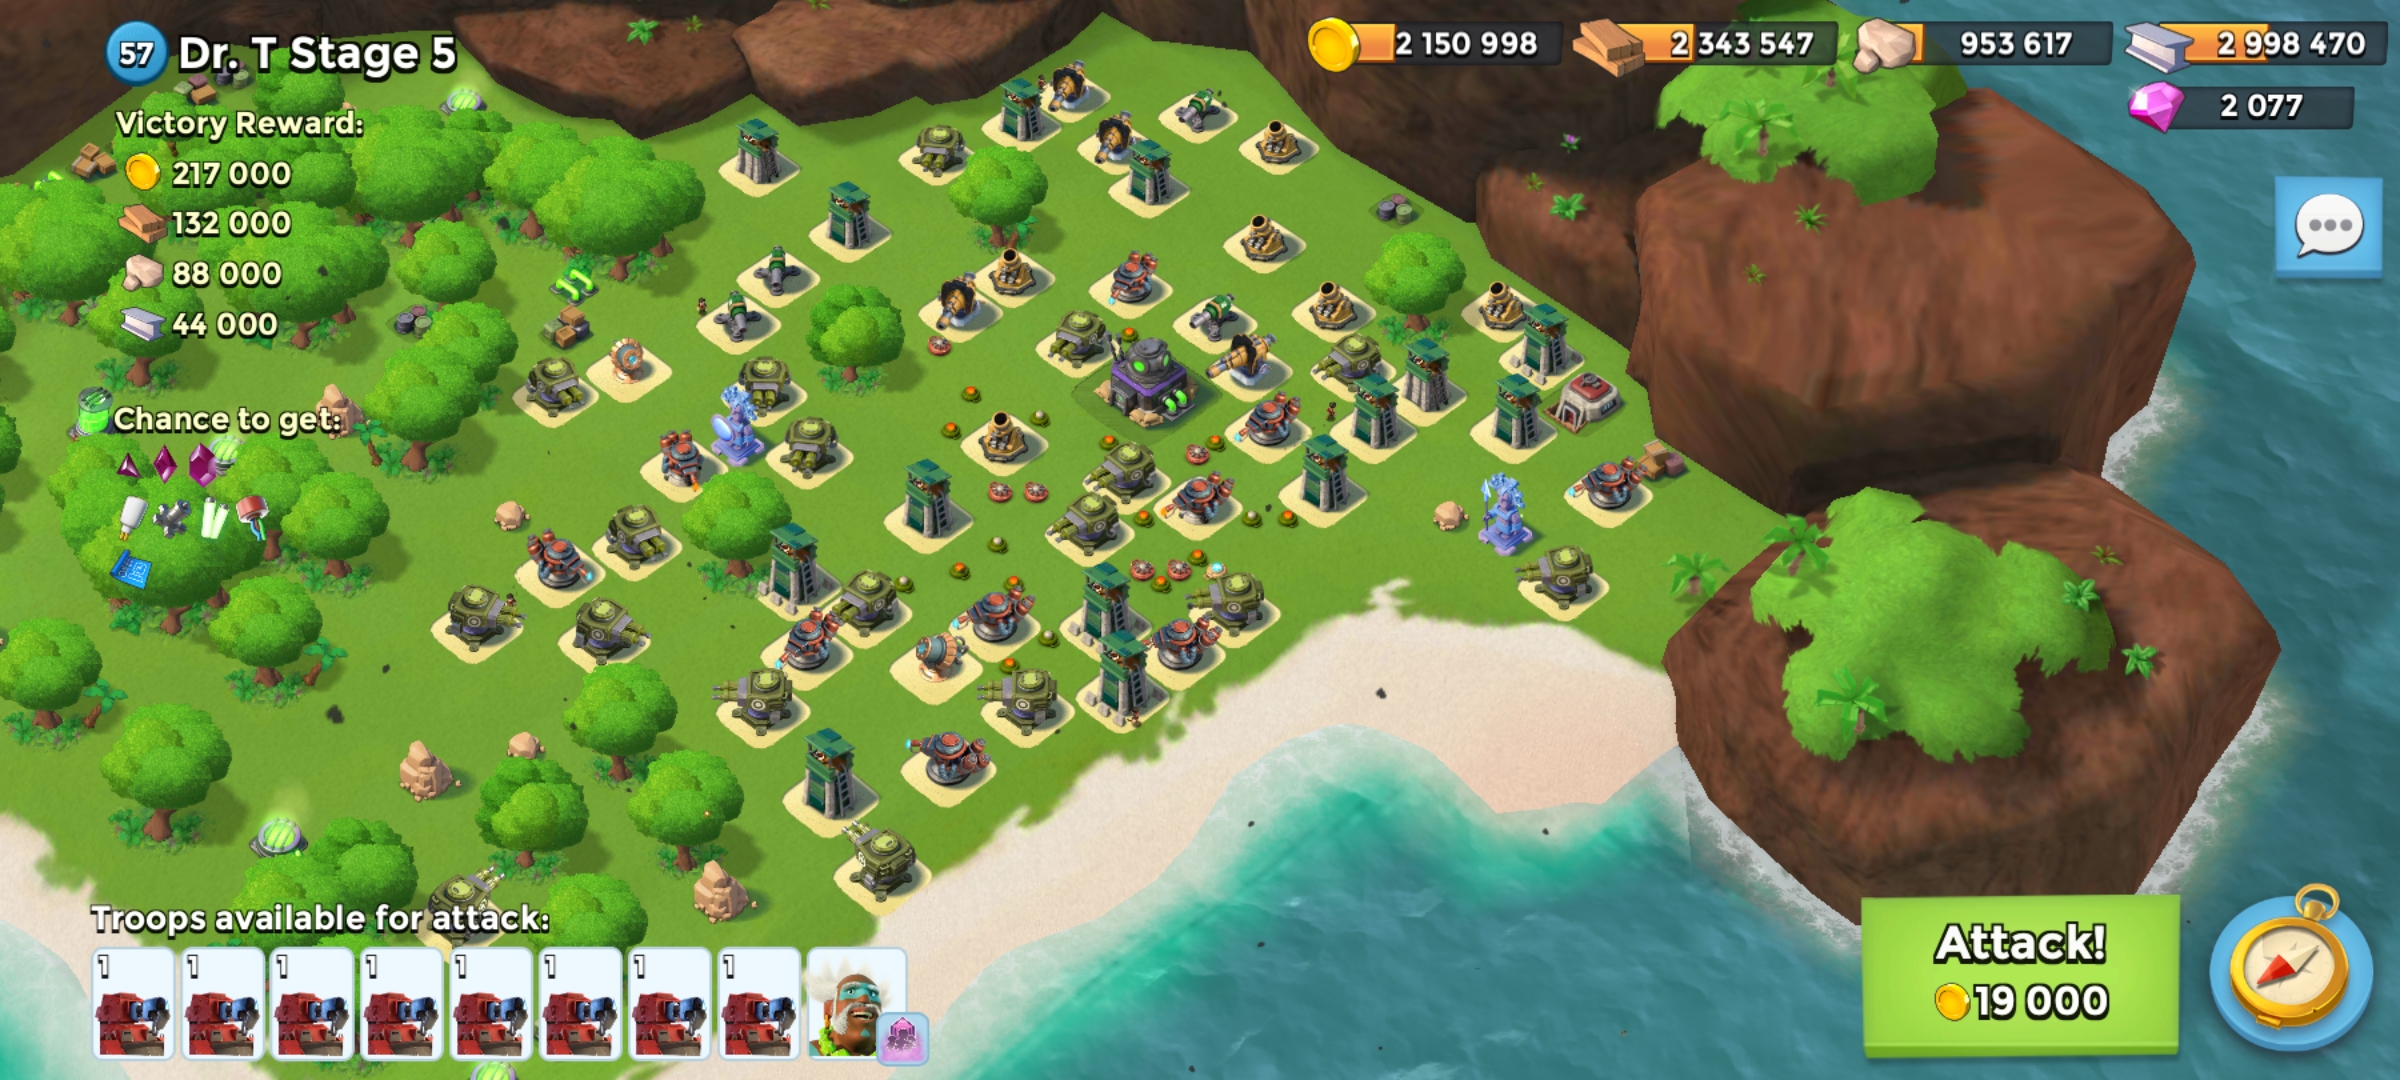 57 Dr. T Stage 5
2 150 998
2 343 547
953 617
2 998 470
2 077
Victory Reward:
217 000
132 000
88 000
44 000
Chance to get:
Troops available for attack:
1 1 1 1 1 1 1 1
Attack!
19 000